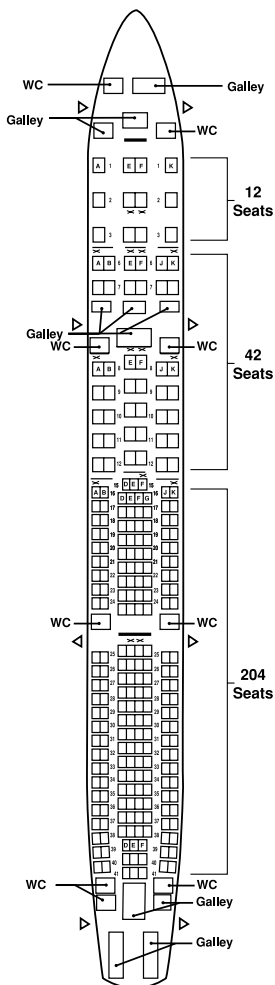 WC
Galley
Galley
WC
A 1 E F 1 K
2 2
12
Seats
3 3
A B 6 E F 6 J K
7 7
Galley
WC
WC
42
Seats
E F
A B 8 8 J K
9 9
10 10
11 11
12 12
15 D E F 15
A B 16 D E F G 16 J K
17 17
18 18
19 19
20 20
21 21
22 22
23 23
24 24
WC
WC
25 25
26 26
204
Seats
27 27
28 28
29 29
30 30
31 31
32 32
33 33
34 34
35 35
36 36
37 37
38 38
39 D E F 39
40 40
41 41
WC
WC
Galley
Galley